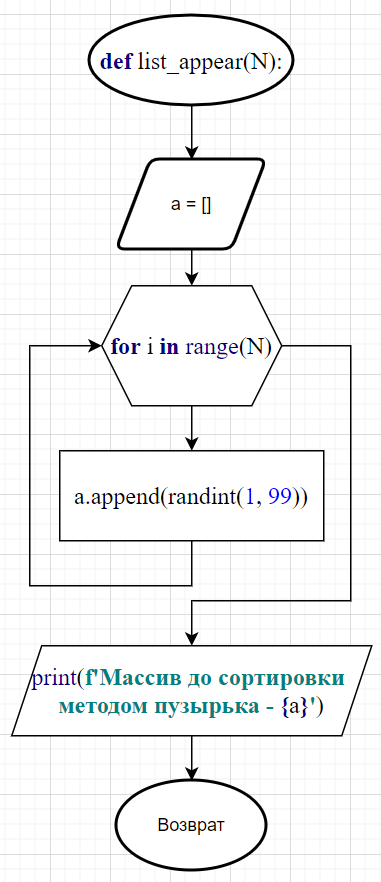 def list_appear(N):
a = []
for i in range(N)
a.append(randint(1, 99))
print(f'Массив до сортировки
методом пузырька - {a}')
Возврат